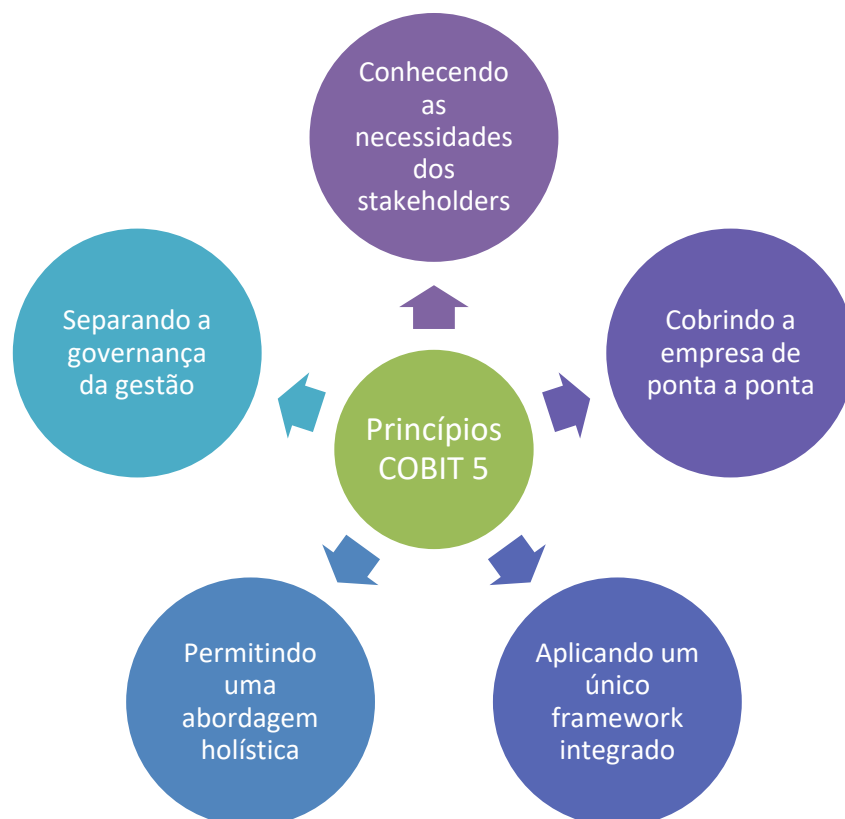 Conhecendo
as
necessidades
dos
stakeholders
Separando a
governança
da gestão
Cobrindo a
empresa de
ponta a ponta
Princípios
COBIT 5
Permitindo
uma
abordagem
holística
Aplicando um
único
framework
integrado